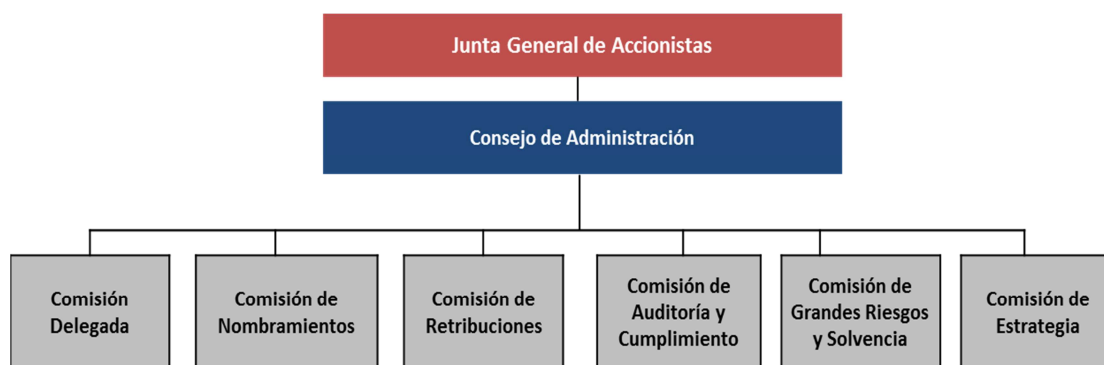 Junta General de Accionistas
Consejo de Administración
Comisión
Delegada
Comisión de
Nombramientos
Comisión de
Retribuciones
Comisión de
Auditoría y
Cumplimiento
Comisión de
Grandes Riesgos
y Solvencia
Comisión de
Estrategia